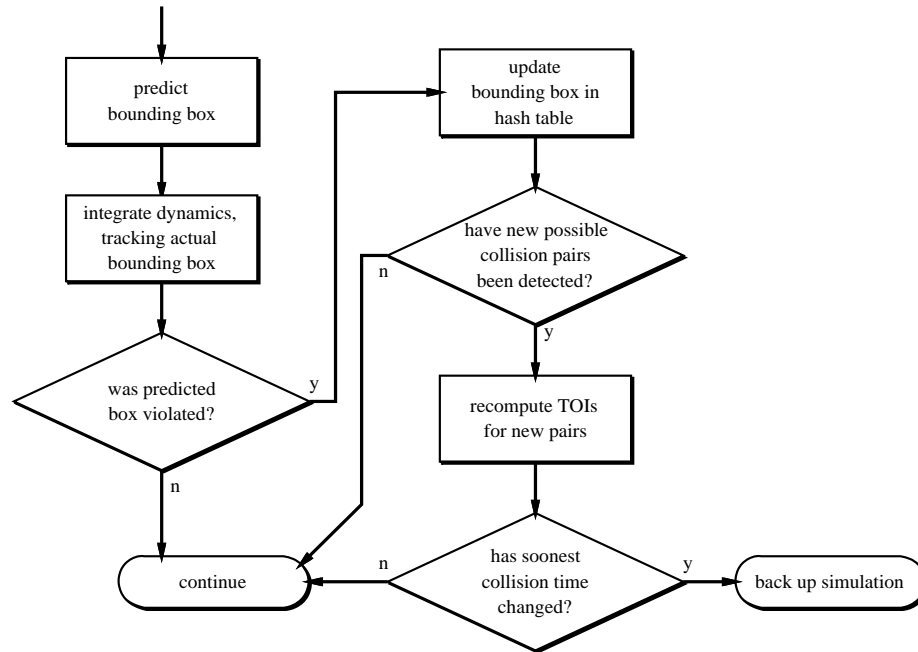 predict
bounding box
integrate dynamics,
tracking actual
bounding box
was predicted
box violated?
y
n
continue
update
bounding box in
hash table
have new possible
collision pairs
been detected?
n
y
recompute TOIs
for new pairs
has soonest
collision time
changed?
n
y
back up simulation